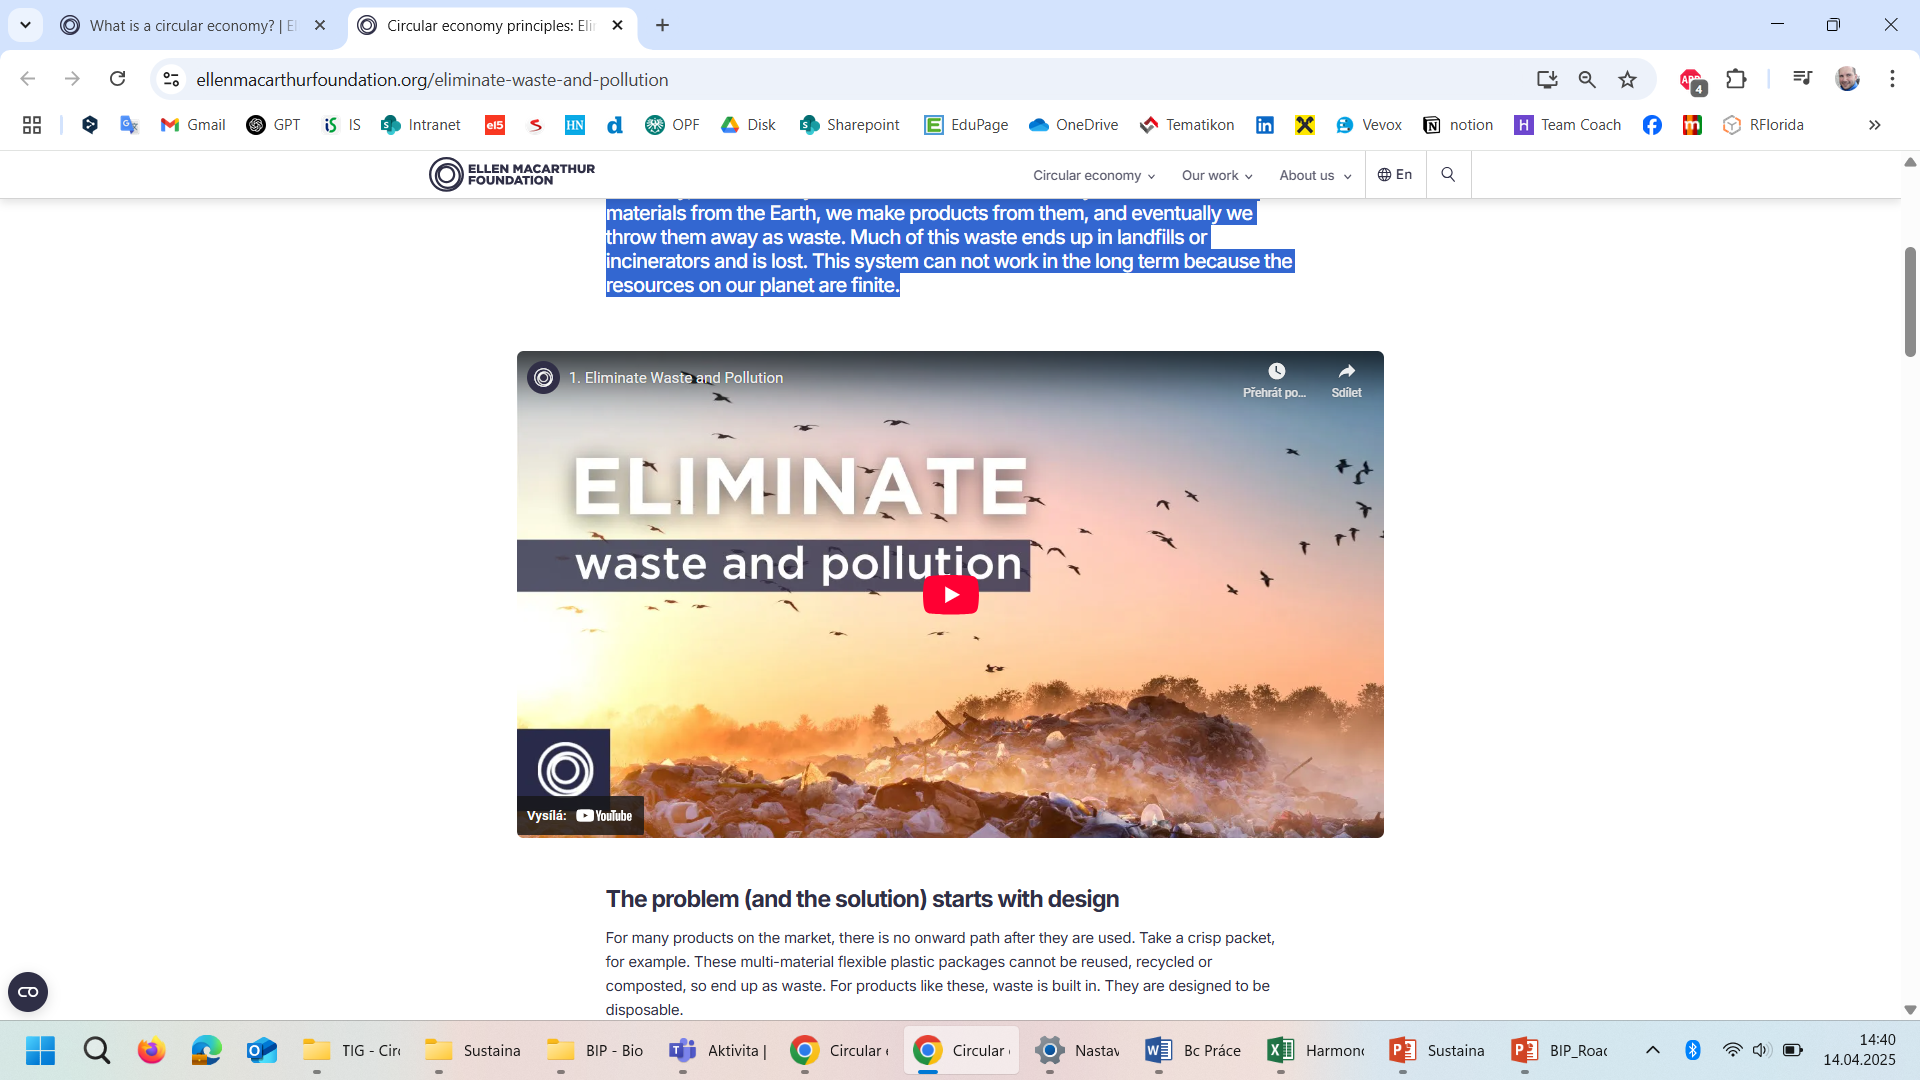 What is a circular economy? | El
Circular economy principles: Eli
ellenmacarthurfoundation.org/eliminate-waste-and-pollution
4
Gmail
GPT
IS
Intranet
el5
HN
OPF
Disk
Sharepoint
EduPage
OneDrive
Tematikon
Vevox
notion
Team Coach
RFlorida
ELLEN MACARTHUR
FOUNDATION
Circular economy
Our work
About us
En
materials from the Earth, we make products from them, and eventually we
throw them away as waste. Much of this waste ends up in landfills or
incinerators and is lost. This system can not work in the long term because the
resources on our planet are finite.
1. Eliminate Waste and Pollution
Přehrát po...
Sdílet
ELIMINATE
waste and pollution
Vysílá: YouTube
The problem (and the solution) starts with design
For many products on the market, there is no onward path after they are used. Take a crisp packet,
for example. These multi-material flexible plastic packages cannot be reused, recycled or
composted, so end up as waste. For products like these, waste is built in. They are designed to be
disposable.
TIG - Circ
Sustaina
BIP - Bio
Aktivita |
Circular e
Circular
Nastav
Bc Práce
Harmono
Sustaina
BIP_Road
14:40
14.04.2025